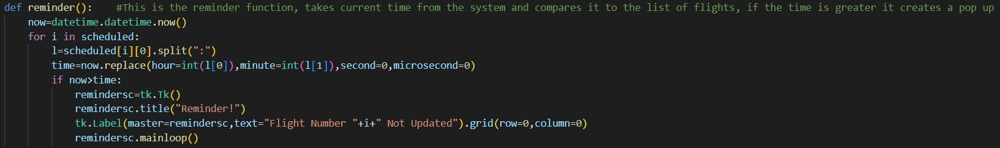 def reminder():    #This is the reminder function, takes current time from the system and compares it to the list of flights, if the time is greater it creates a pop up
    now=datetime.datetime.now()
    for i in scheduled:
        l=scheduled[i][0].split(":")
        time=now.replace(hour=int(l[0]),minute=int(l[1]),second=0,microsecond=0)
        if now>time:
            remindersc=tk.Tk()
            remindersc.title("Reminder!")
            tk.Label(master=remindersc,text="Flight Number "+i+" Not Updated").grid(row=0,column=0)
            remindersc.mainloop()